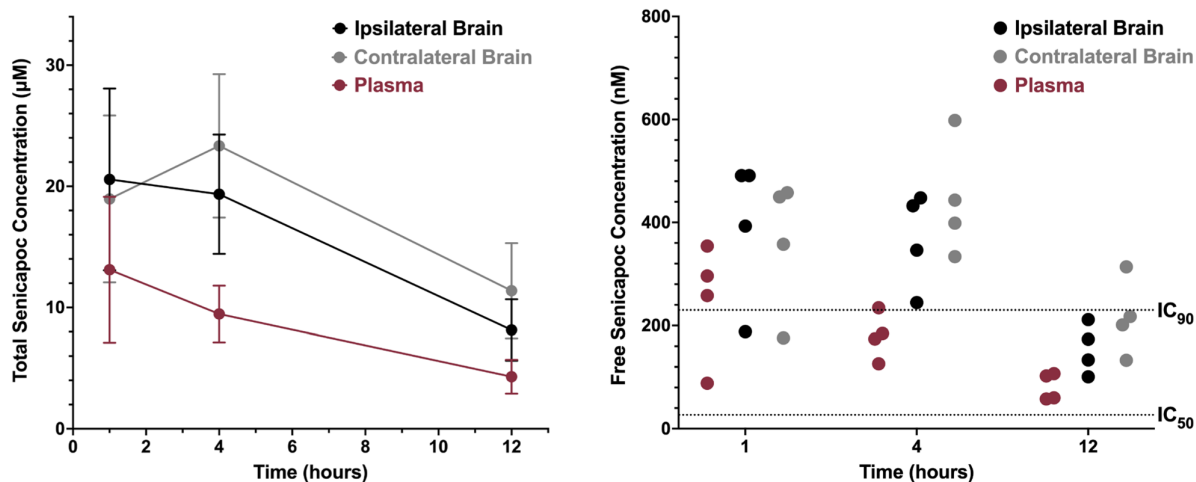 Total Senicapoc Concentration (µM)
30
20
10
0
0 2 4 6 8 10 12
Time (hours)
Ipsilateral Brain
Contralateral Brain
Plasma
Free Senicapoc Concentration (nM)
800
600
400
200
0
1 4 12
Time (hours)
Ipsilateral Brain
Contralateral Brain
Plasma
IC90
IC50